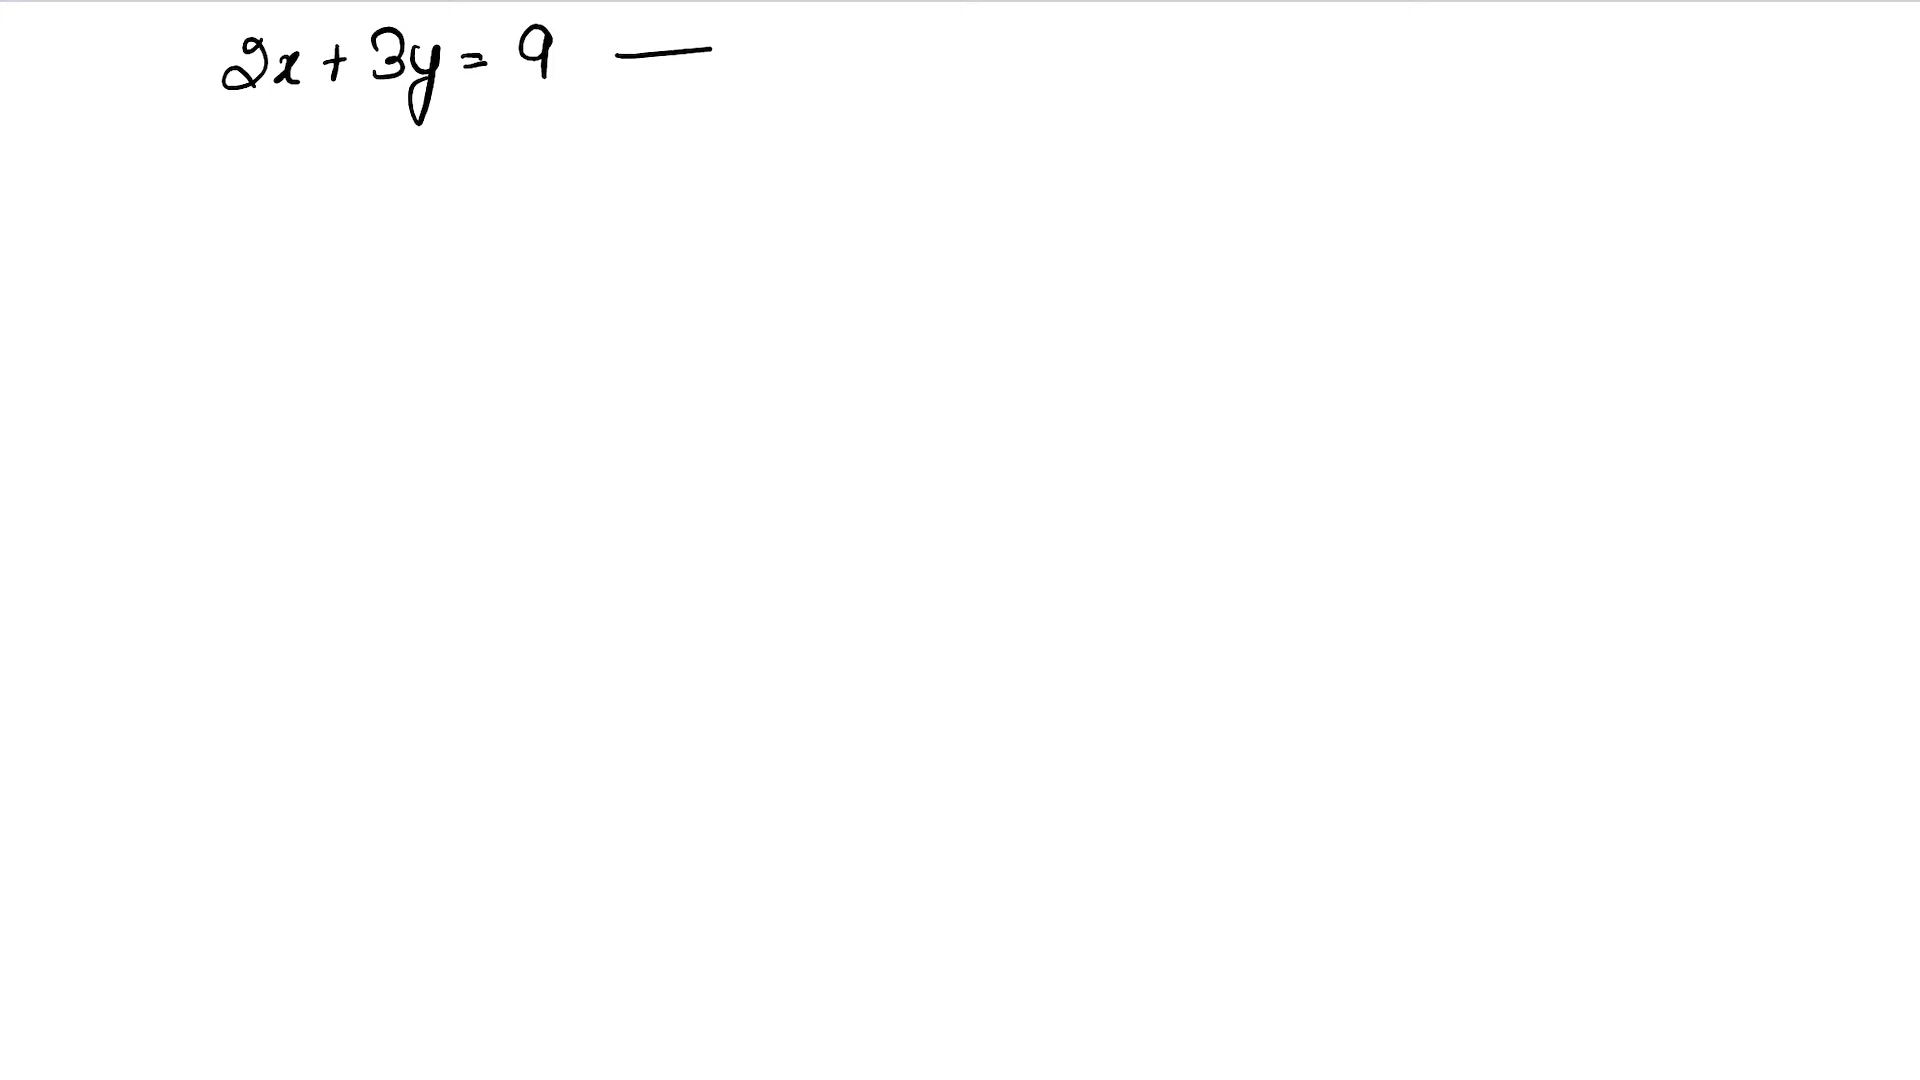 2x + 3y = 9 —